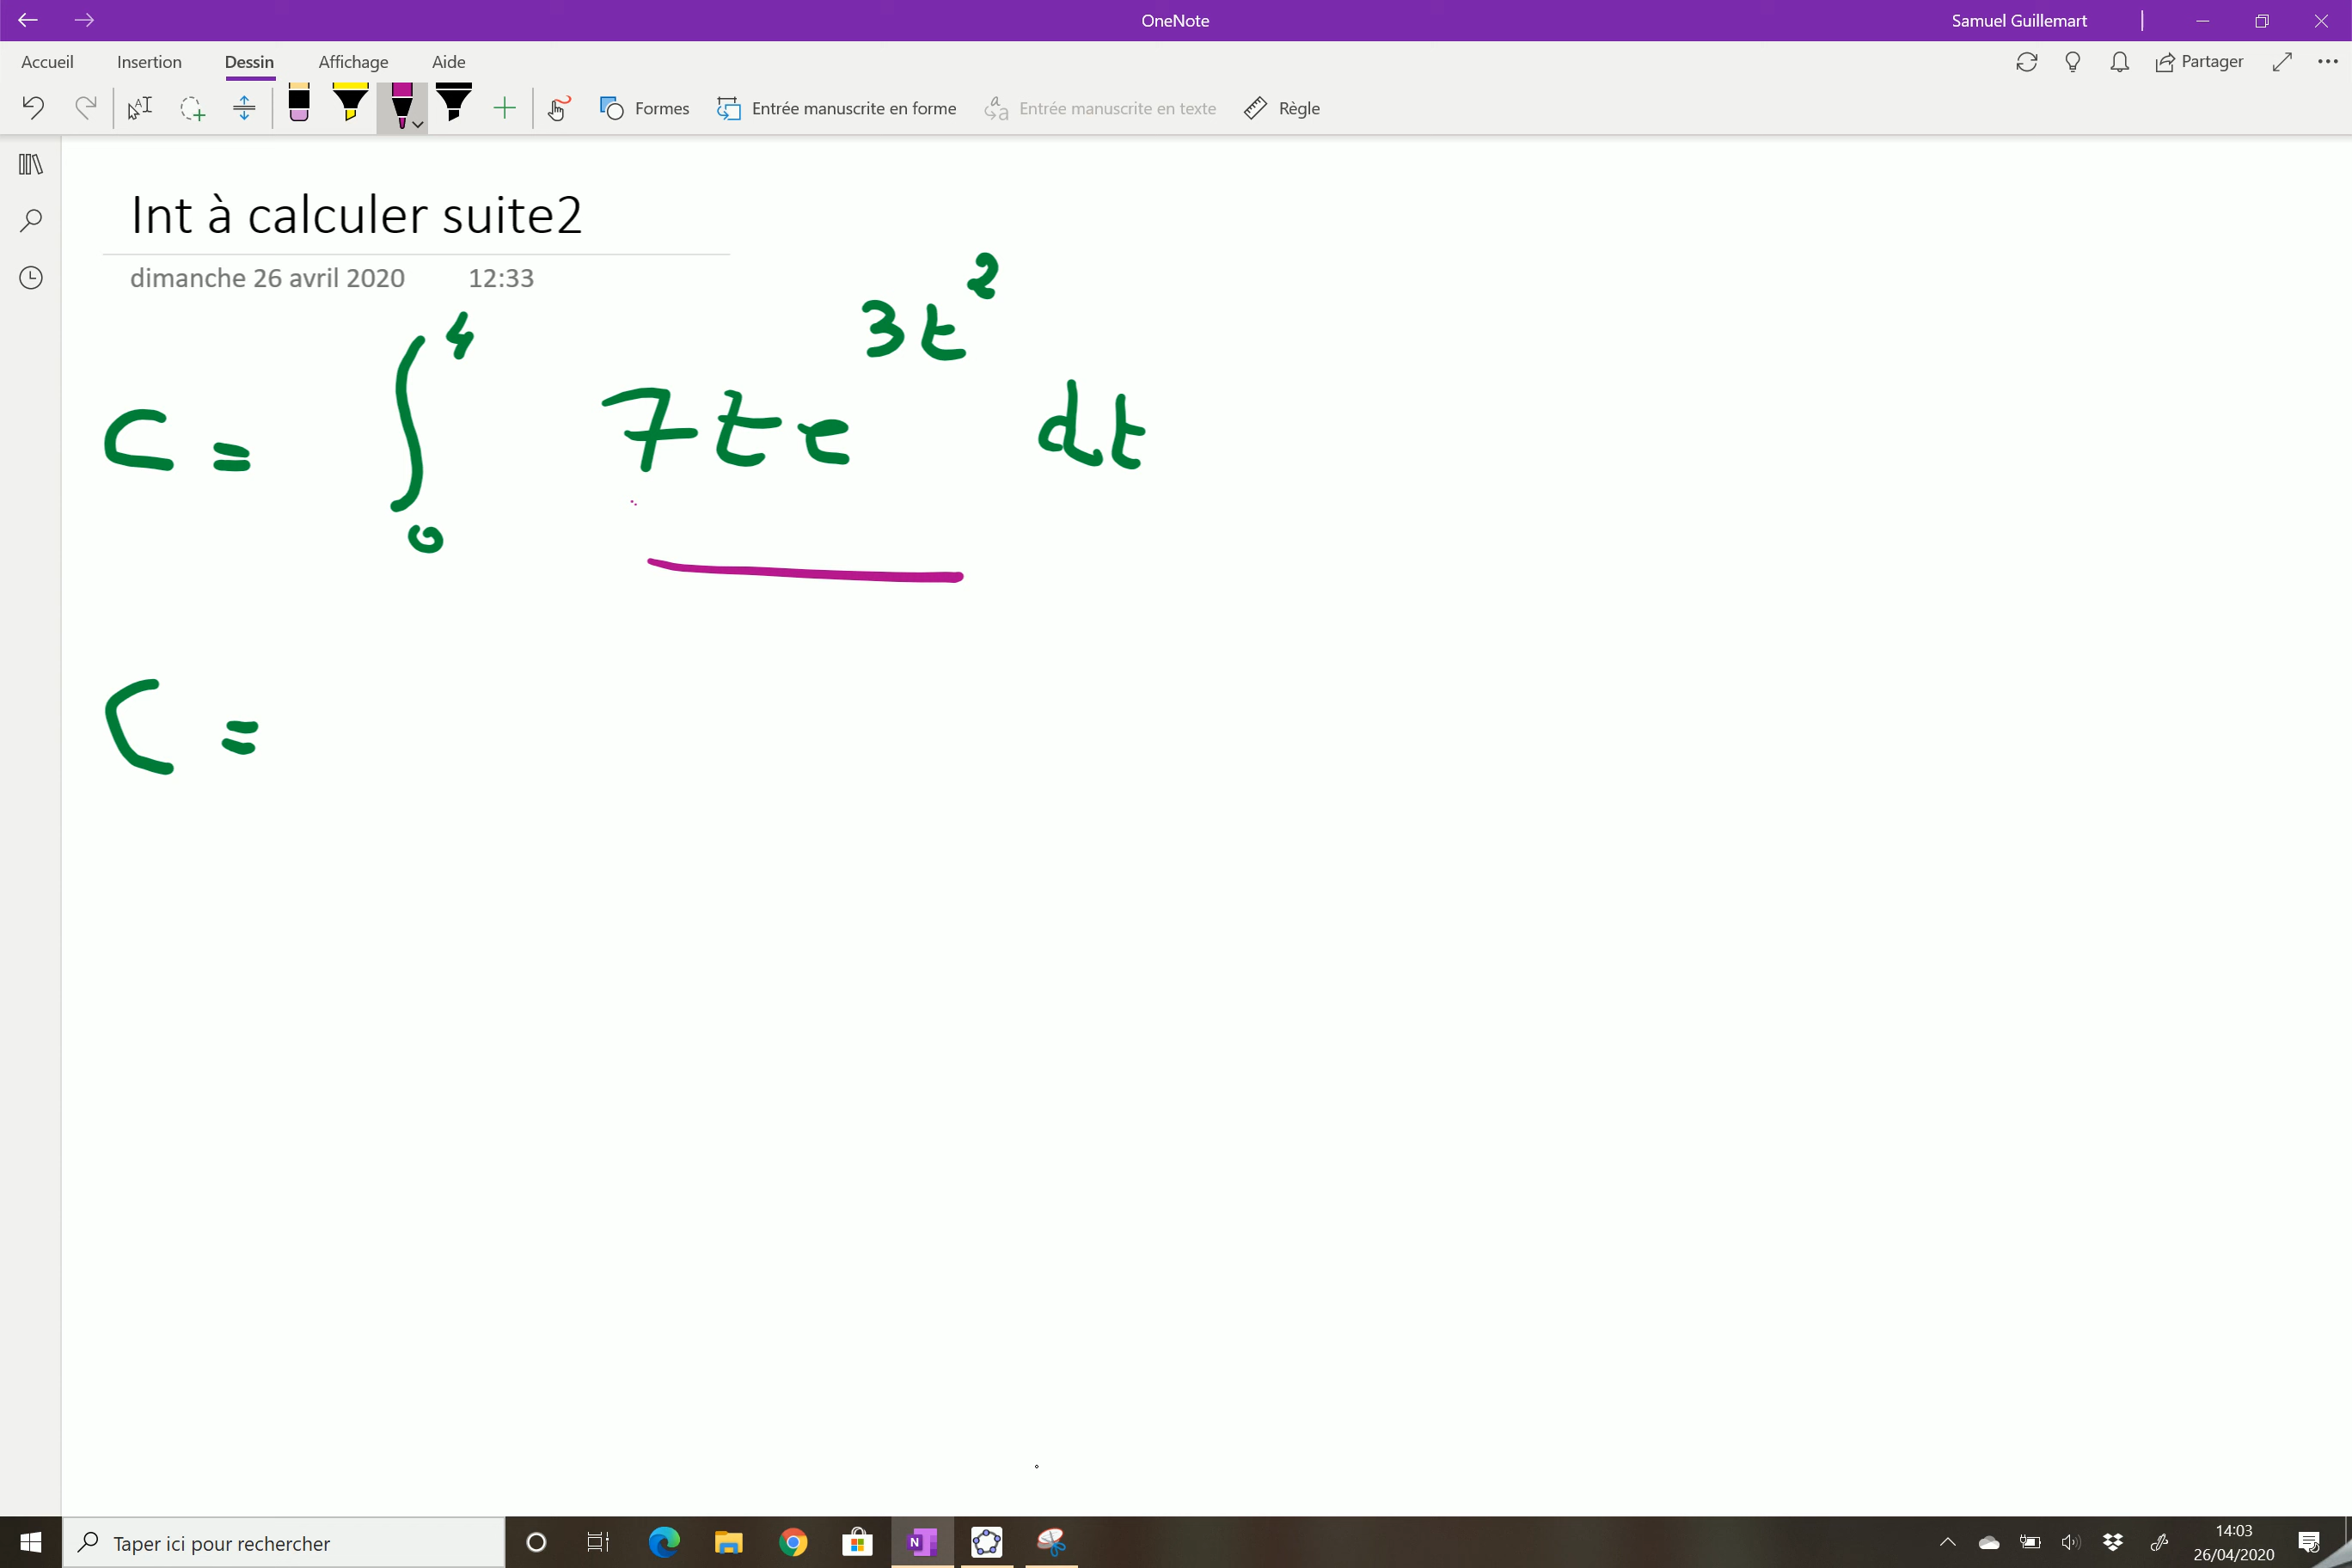 OneNote
Samuel Guillemart
Accueil Insertion Dessin Affichage Aide
Partager
Formes Entrée manuscrite en forme Entrée manuscrite en texte Règle
Int à calculer suite2
dimanche 26 avril 2020 12:33
C = ∫₀⁴ 7te^(3t²) dt
C =
Taper ici pour rechercher
14:03
26/04/2020